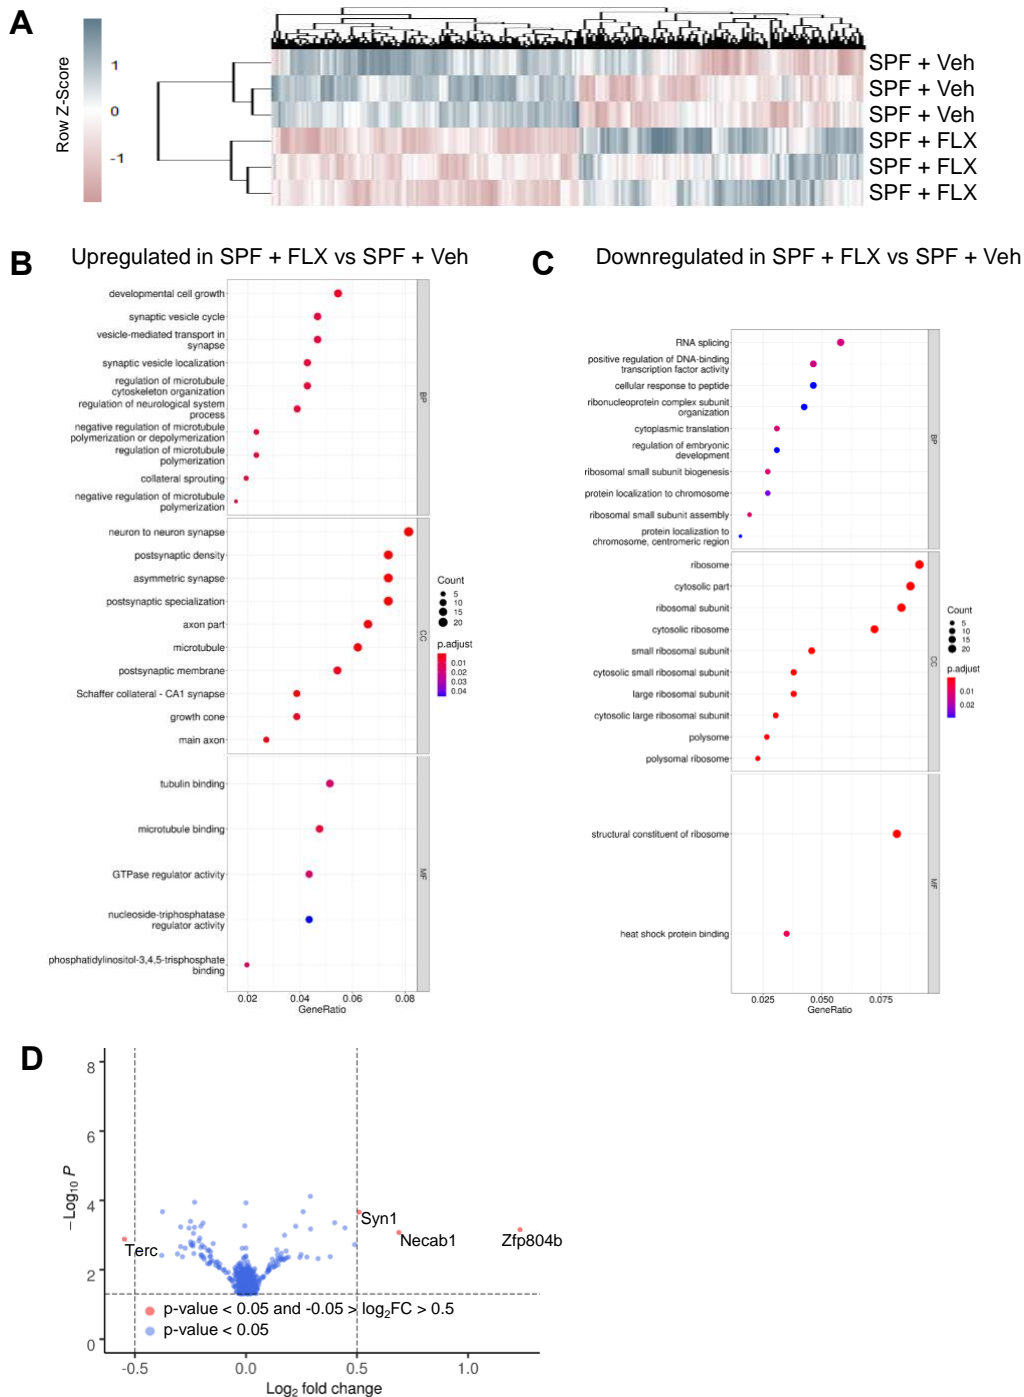 A
Row Z-Score
1
0
-1
SPF + Veh
SPF + Veh
SPF + Veh
SPF + FLX
SPF + FLX
SPF + FLX
B
Upregulated in SPF + FLX vs SPF + Veh
developmental cell growth
synaptic vesicle cycle
vesicle-mediated transport in
synapse
synaptic vesicle localization
regulation of microtubule
cytoskeleton organization
regulation of neurological system
process
negative regulation of microtubule
polymerization or depolymerization
regulation of microtubule
polymerization
collateral sprouting
negative regulation of microtubule
polymerization
BP
neuron to neuron synapse
postsynaptic density
asymmetric synapse
postsynaptic specialization
axon part
microtubule
postsynaptic membrane
Schaffer collateral - CA1 synapse
growth cone
main axon
CC
tubulin binding
microtubule binding
GTPase regulator activity
nucleoside-triphosphatase
regulator activity
phosphatidylinositol-3,4,5-trisphosphate
binding
MF
0.02 0.04 0.06 0.08
GeneRatio
Count
5
10
15
20
p.adjust
0.01
0.02
0.03
0.04
C
Downregulated in SPF + FLX vs SPF + Veh
RNA splicing
positive regulation of DNA-binding
transcription factor activity
cellular response to peptide
ribonucleoprotein complex subunit
organization
cytoplasmic translation
regulation of embryonic
development
ribosomal small subunit biogenesis
protein localization to chromosome
ribosomal small subunit assembly
protein localization to
chromosome, centromeric region
BP
ribosome
cytosolic part
ribosomal subunit
cytosolic ribosome
small ribosomal subunit
cytosolic small ribosomal subunit
large ribosomal subunit
cytosolic large ribosomal subunit
polysome
polysomal ribosome
CC
structural constituent of ribosome
heat shock protein binding
MF
0.025 0.050 0.075
GeneRatio
Count
5
10
15
20
p.adjust
0.01
0.02
D
8
6
4
2
0
−Log10 P
Syn1
Necab1
Zfp804b
Terc
p-value < 0.05 and -0.05 > log2FC > 0.5
p-value < 0.05
-0.5 0.0 0.5 1.0
Log2 fold change